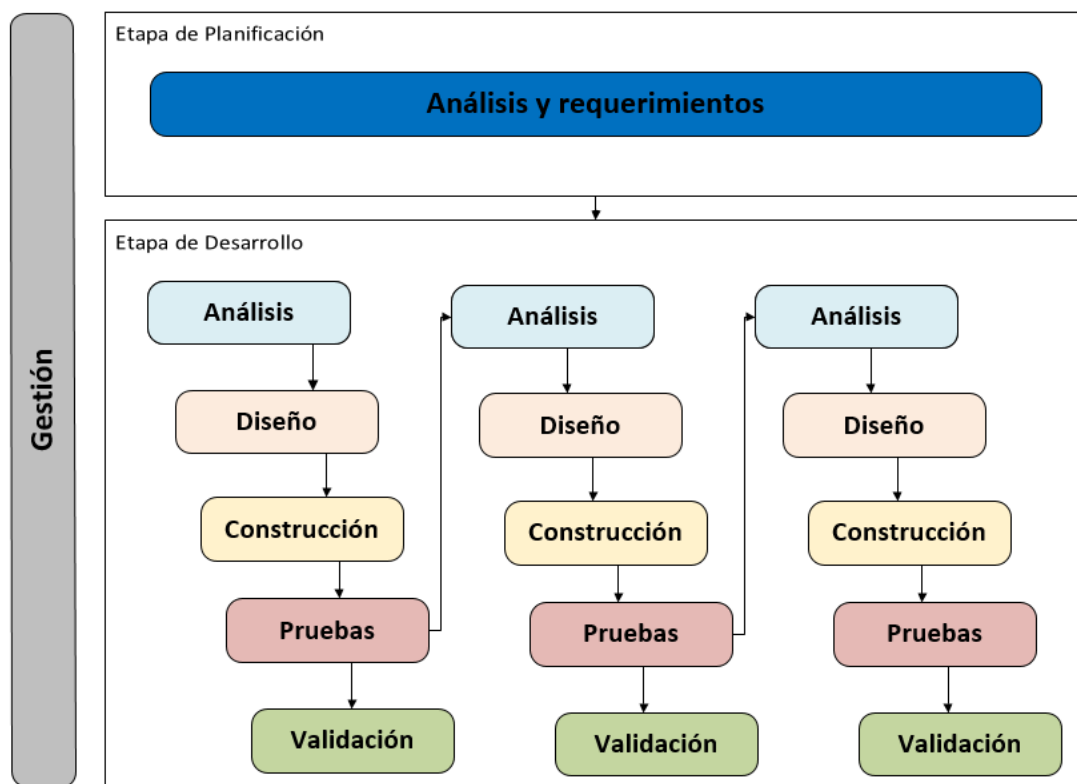 Gestión
Etapa de Planificación
Análisis y requerimientos
Etapa de Desarrollo
Análisis
Diseño
Construcción
Pruebas
Validación
Análisis
Diseño
Construcción
Pruebas
Validación
Análisis
Diseño
Construcción
Pruebas
Validación